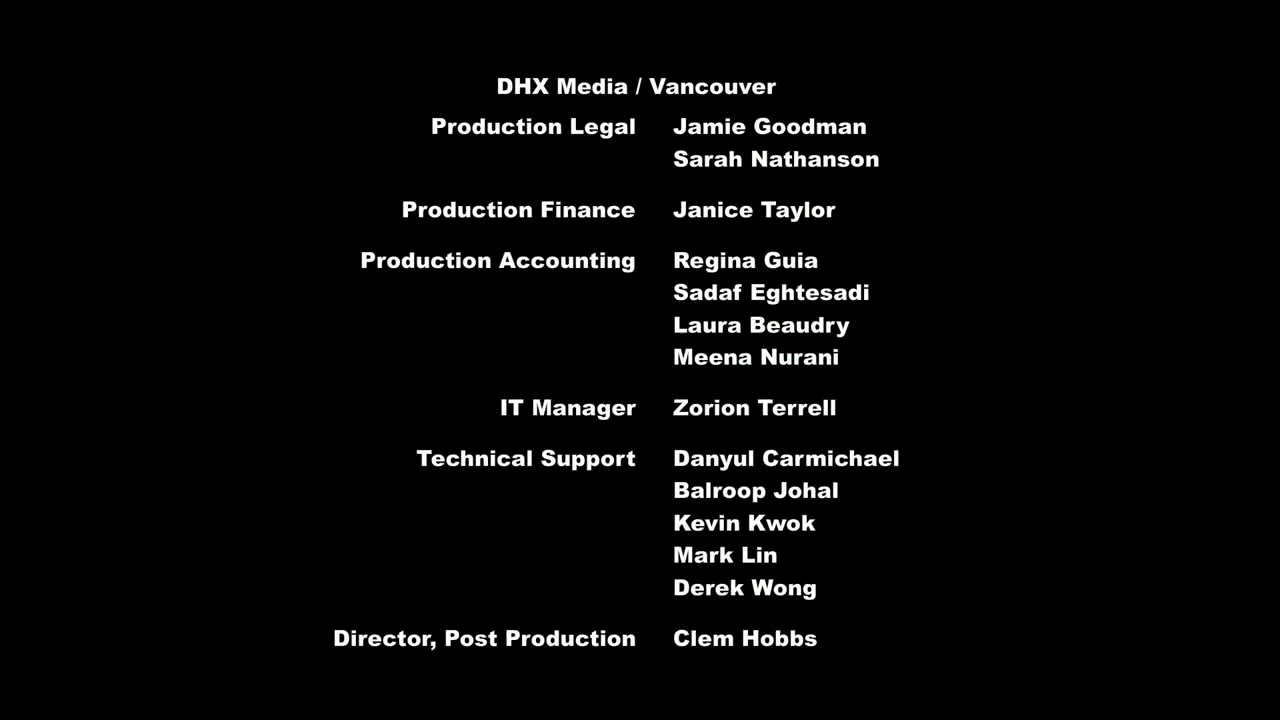 DHX Media / Vancouver
Production Legal Jamie Goodman
Sarah Nathanson
Production Finance Janice Taylor
Production Accounting Regina Guia
Sadaf Eghtesadi
Laura Beaudry
Meena Nurani
IT Manager Zorion Terrell
Technical Support Danyul Carmichael
Balroop Johal
Kevin Kwok
Mark Lin
Derek Wong
Director, Post Production Clem Hobbs